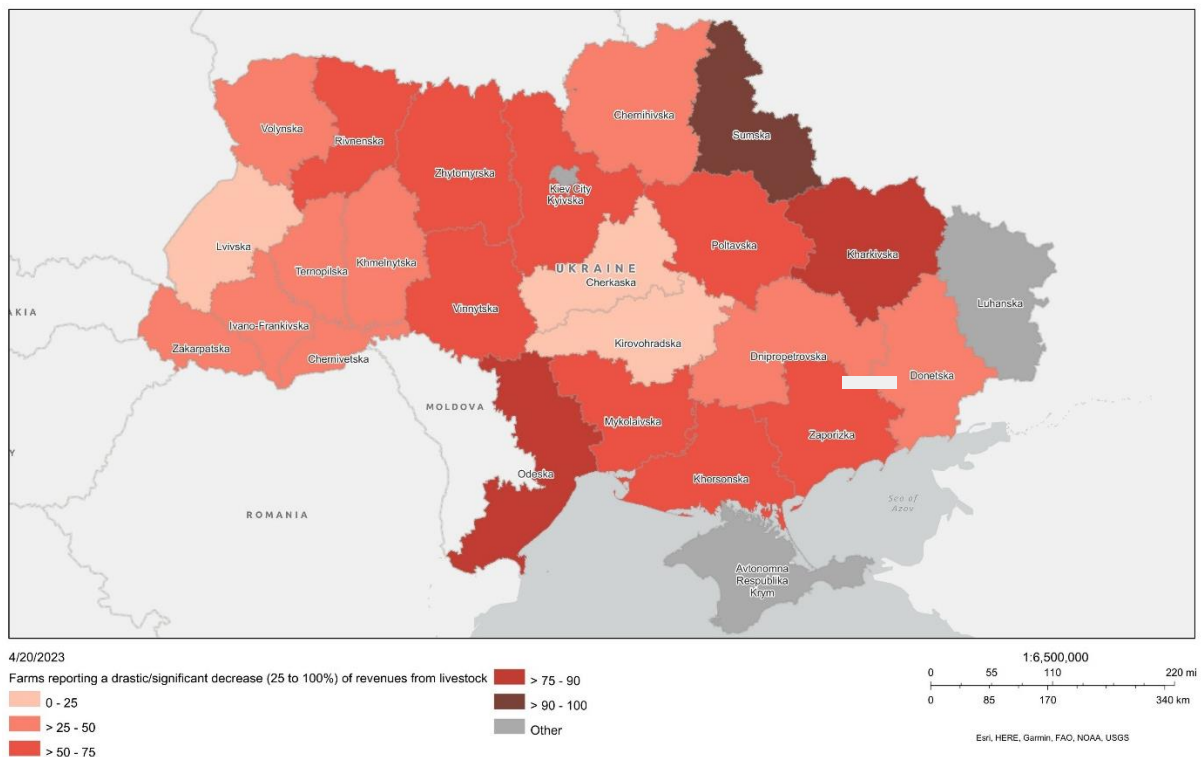 Volynska
Rivnenska
Zhytomyrska
Kiev City
Kyivska
Chernihivska
Sumska
Lvivska
Ternopilska
Khmelnytska
Vinnytska
UKRAINE
Cherkaska
Poltavska
Kharkivska
Luhanska
AKIA
Ivano-Frankivska
Zakarpatska
Chernivetska
Kirovohradska
Dnipropetrovska
Donetska
MOLDOVA
Mykolaivska
Zaporizka
Y
Odeska
Khersonska
Sea of
Azov
ROMANIA
Avtonomna
Respublika
Krym
4/20/2023
Farms reporting a drastic/significant decrease (25 to 100%) of revenues from livestock
0 - 25
> 25 - 50
> 50 - 75
> 75 - 90
> 90 - 100
Other
1:6,500,000
0 55 110 220 mi
0 85 170 340 km
Esri, HERE, Garmin, FAO, NOAA, USGS